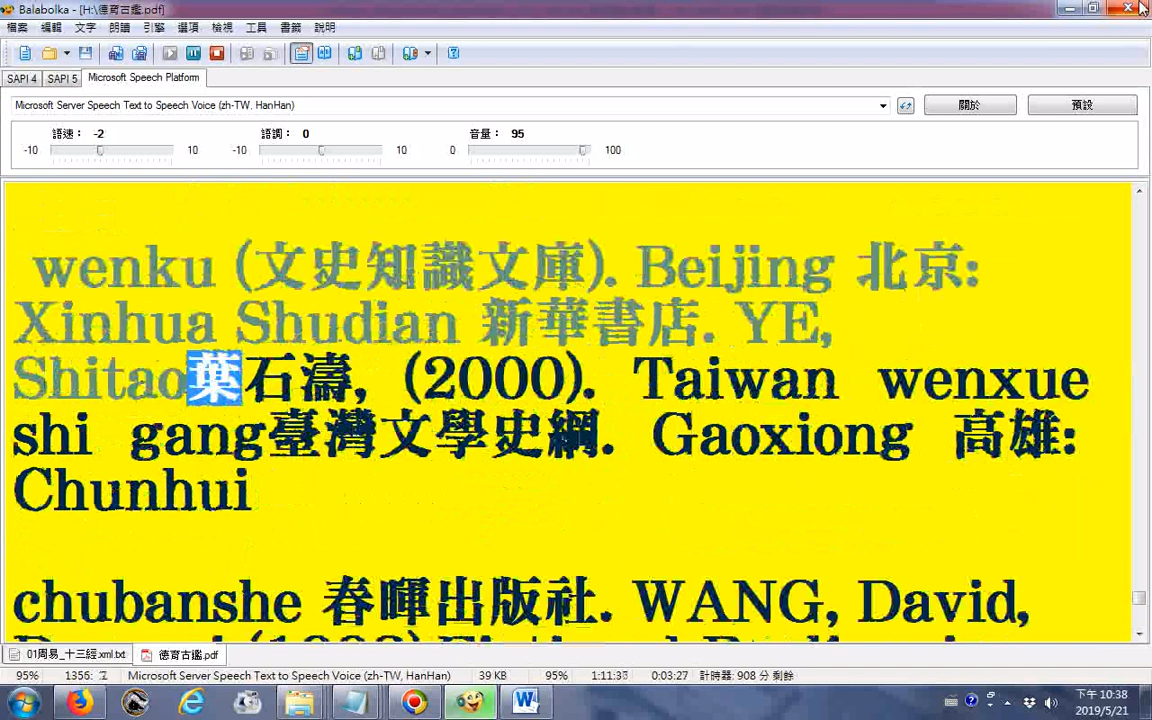 Balabolka - [H:\德育古鑑.pdf]
檔案 編輯 文字 朗讀 引擎 選項 檢視 工具 書籤 說明
SAPI 4 SAPI 5 Microsoft Speech Platform
Microsoft Server Speech Text to Speech Voice (zh-TW, HanHan) 關於 預設
語速： -2 語調： 0 音量： 95
-10 10 -10 10 0 100
wenku (文史知識文庫). Beijing 北京:
Xinhua Shudian 新華書店. YE,
Shitao葉石濤, (2000). Taiwan wenxue
shi gang臺灣文學史綱. Gaoxiong 高雄:
Chunhui
chubanshe 春暉出版社. WANG, David,
01周易_十三經.xml.txt 德育古鑑.pdf
95% Microsoft Server Speech Text to Speech Voice (zh-TW, HanHan) 39 KB 95% 0:03:27 計時器: 908 分 剩餘
下午 10:38
2019/5/21